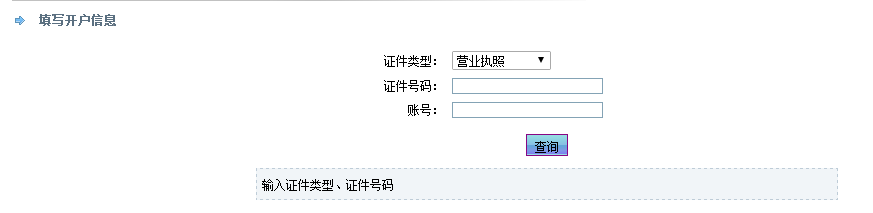 填写开户信息
证件类型： 营业执照
证件号码：
账号：
查询
输入证件类型、证件号码